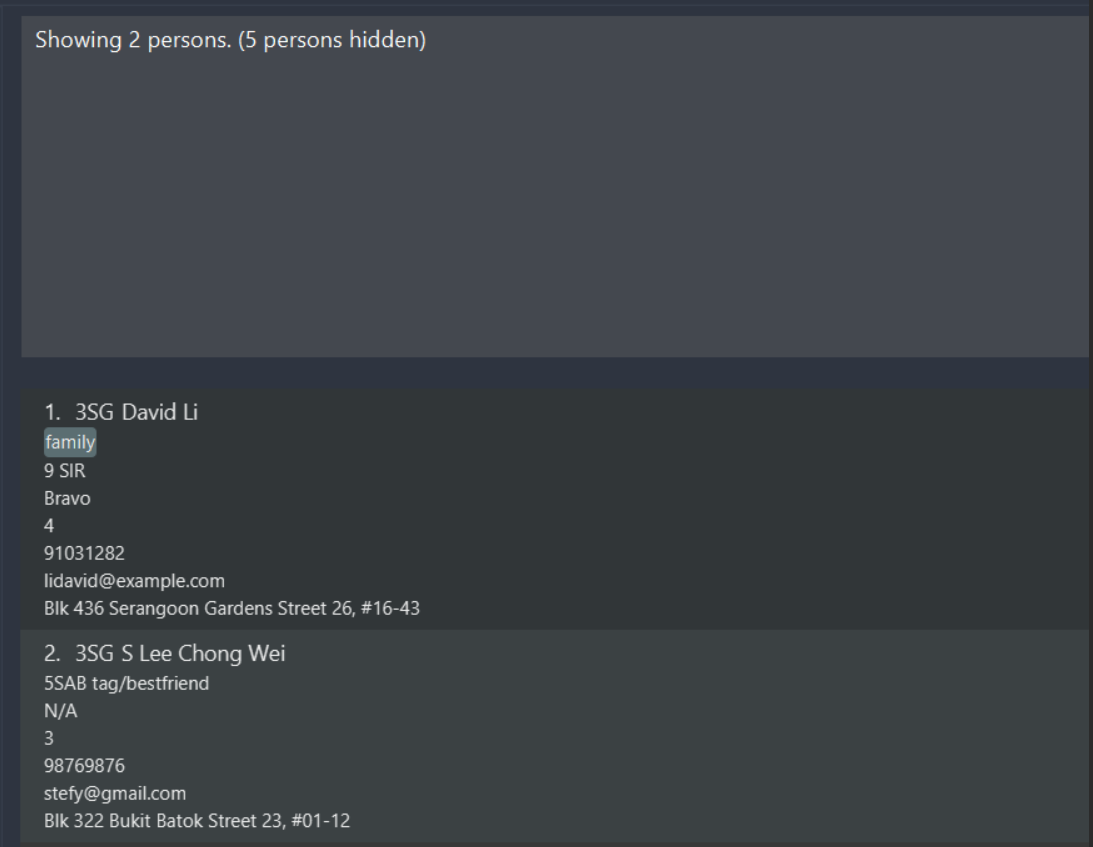 Showing 2 persons. (5 persons hidden)
1. 3SG David Li
family
9 SIR
Bravo
4
91031282
lidavid@example.com
Blk 436 Serangoon Gardens Street 26, #16-43
2. 3SG S Lee Chong Wei
5SAB tag/bestfriend
N/A
3
98769876
stefy@gmail.com
Blk 322 Bukit Batok Street 23, #01-12